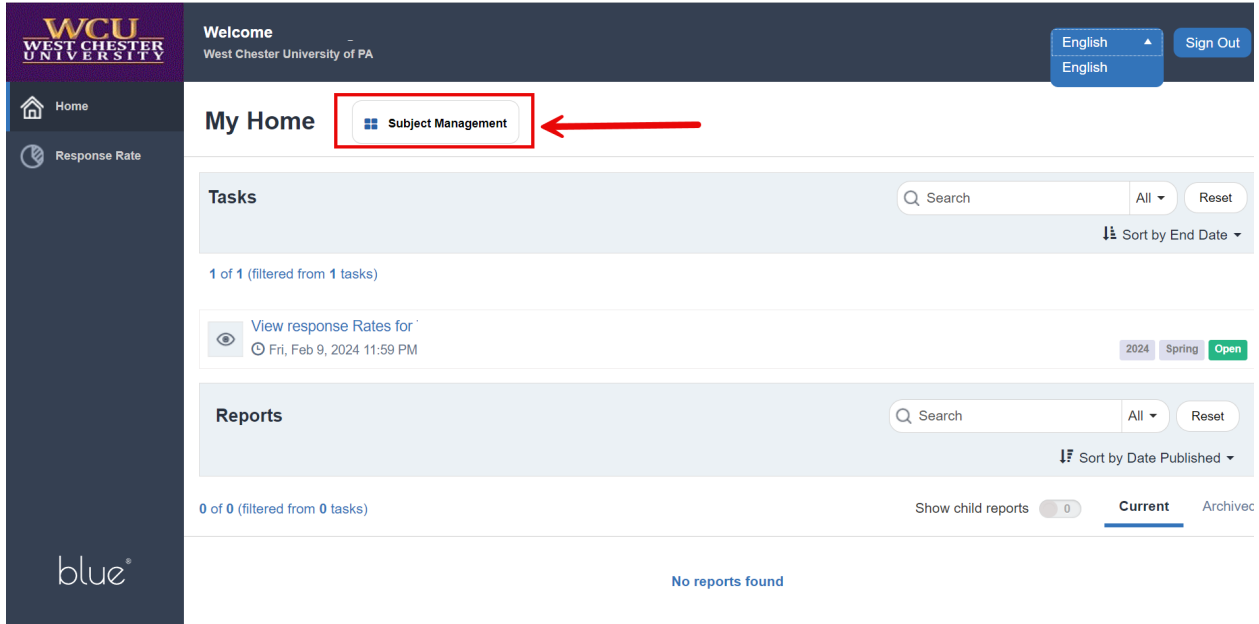 WCU
WEST CHESTER
UNIVERSITY
Welcome
West Chester University of PA
English
English
Sign Out
Home
Response Rate
My Home
Subject Management
Tasks
Search
All
Reset
Sort by End Date
1 of 1 (filtered from 1 tasks)
View response Rates for
Fri, Feb 9, 2024 11:59 PM
2024 Spring Open
Reports
Search
All
Reset
Sort by Date Published
0 of 0 (filtered from 0 tasks)
Show child reports 0
Current
Archived
blue®
No reports found